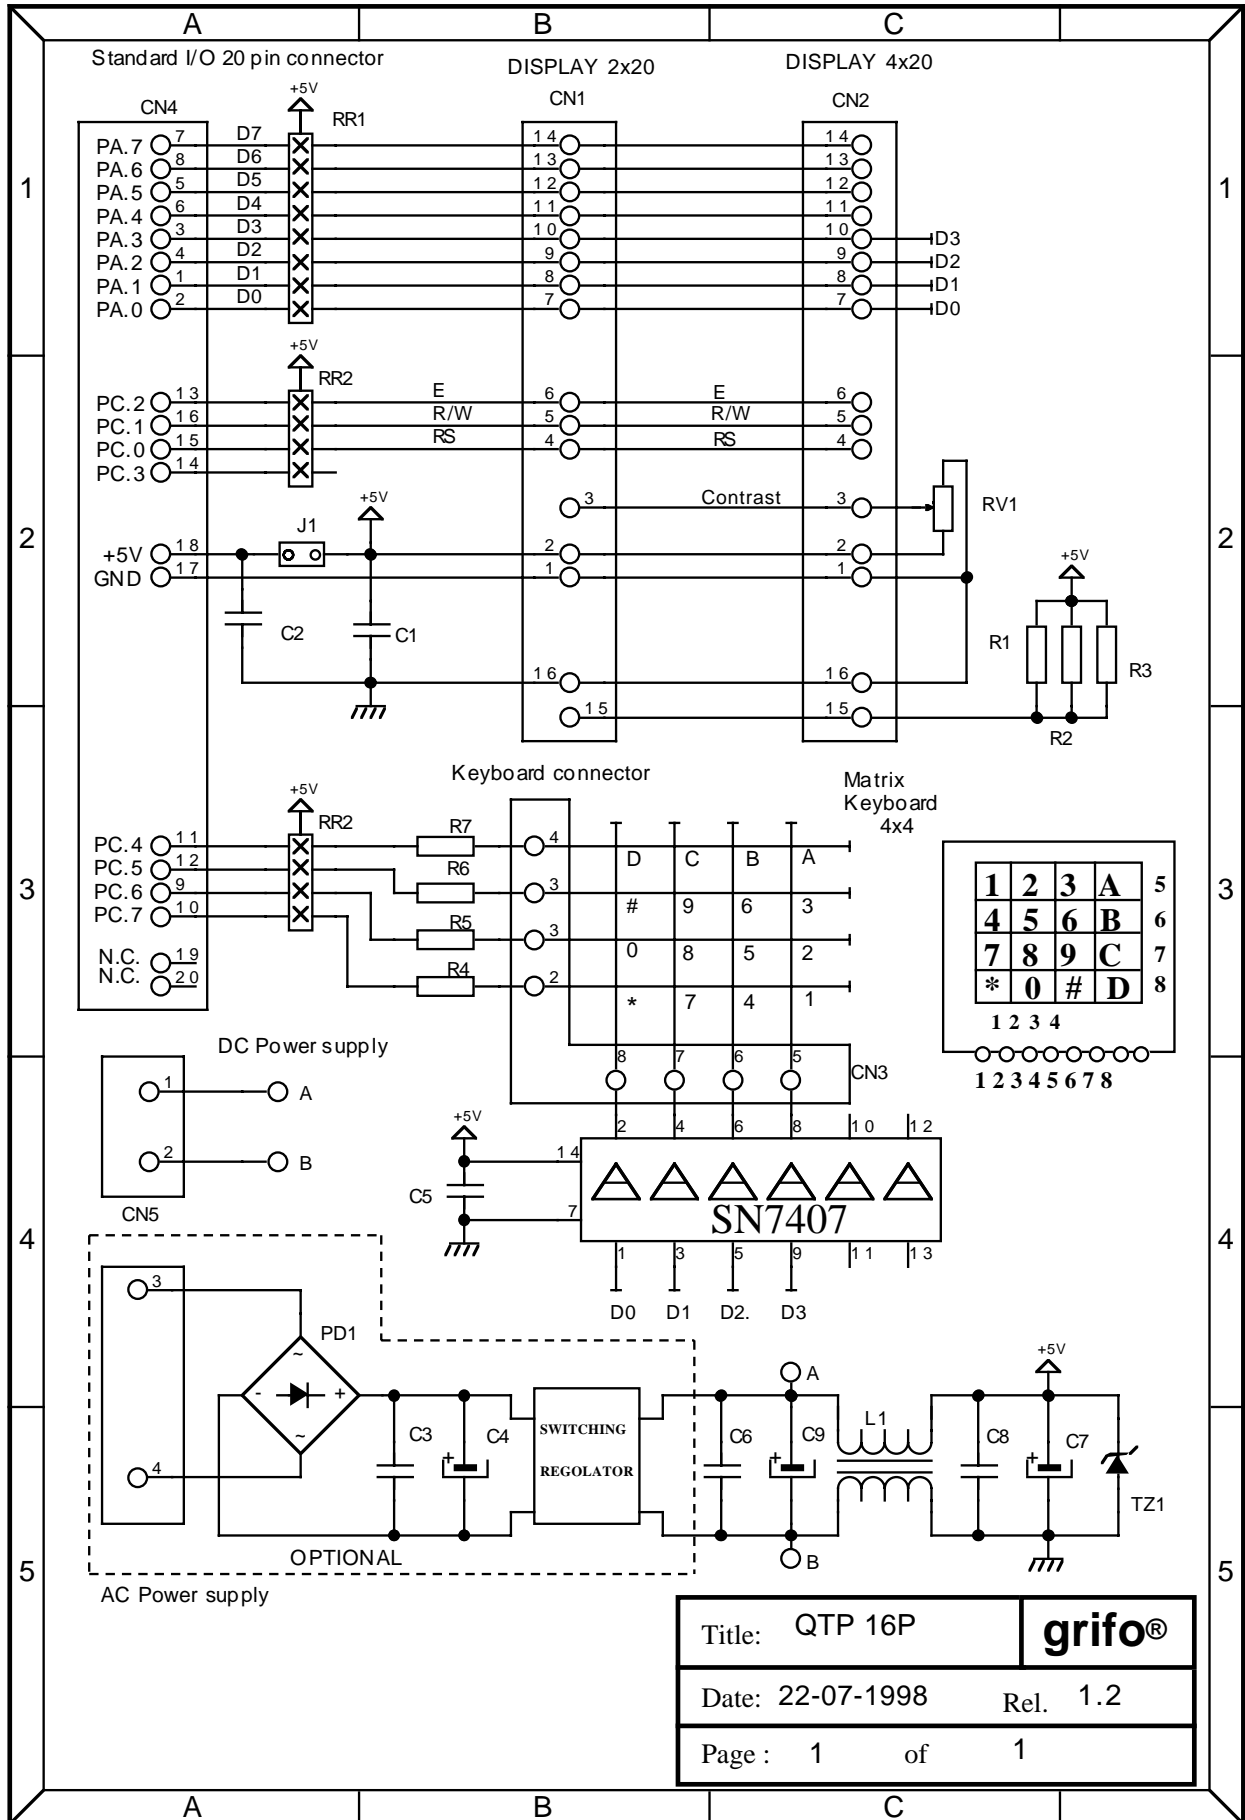 A B C
Standard I/O 20 pin connector
DISPLAY 2x20
DISPLAY 4x20
CN4
+5V
RR1
CN1
CN2
1
1
PA.7 7 D7 14 14
PA.6 8 D6 13 13
PA.5 5 D5 12 12
PA.4 6 D4 11 11
PA.3 3 D3 10 10 D3
PA.2 4 D2 9 9 D2
PA.1 1 D1 8 8 D1
PA.0 2 D0 7 7 D0
+5V
RR2
PC.2 13 E 6 E 6
PC.1 16 R/W 5 R/W 5
PC.0 15 RS 4 RS 4
PC.3 14
3 Contrast 3 RV1
+5V
J1
2
2
+5V 18 2 2
GND 17 1 1
+5V
C2 C1
R1 R3
16 16
15 15
R2
Keyboard connector
Matrix
Keyboard
4x4
+5V
RR2
PC.4 11 R7 4
D C B A
PC.5 12 R6 3
# 9 6 3
PC.6 9 R5 3
0 8 5 2
PC.7 10 R4 2
* 7 4 1
N.C. 19
N.C. 20
3
3
1 2 3 A 5
4 5 6 B 6
7 8 9 C 7
* 0 # D 8
1 2 3 4
1 2 3 4 5 6 7 8
8 7 6 5
CN3
DC Power supply
1 A
2 B
CN5
+5V
2 4 6 8 10 12
14
C5
7
SN7407
1 3 5 9 11 13
D0 D1 D2. D3
4
4
3
PD1
~
- +
~
4
C3 C4
+
SWITCHING
REGOLATOR
OPTIONAL
AC Power supply
A
C6 C9
+
L1
B
+5V
C8 C7
+
TZ1
5
5
Title: QTP 16P grifo®
Date: 22-07-1998 Rel. 1.2
Page : 1 of 1
A B C